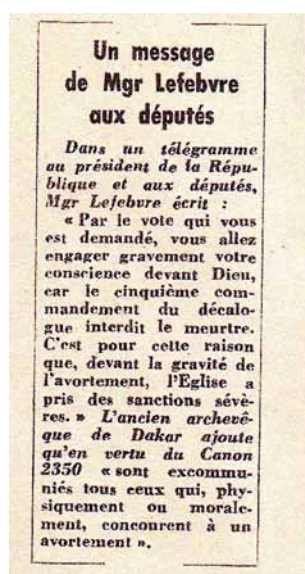 Un message
de Mgr Lefebvre
aux députés
Dans un télégramme
au président de la Répu-
blique et aux députés,
Mgr Lefebvre écrit :
« Par le vote qui vous
est demandé, vous allez
engager gravement votre
conscience devant Dieu,
car le cinquième com-
mandement du décalo-
gue interdit le meurtre.
C'est pour cette raison
que, devant la gravité de
l'avortement, l'Eglise a
pris des sanctions sévè-
res. » L'ancien archevê-
que de Dakar ajoute
qu'en vertu du Canon
2350 « sont excommu-
niés tous ceux qui, phy-
siquement ou morale-
ment, concourent à un
avortement ».